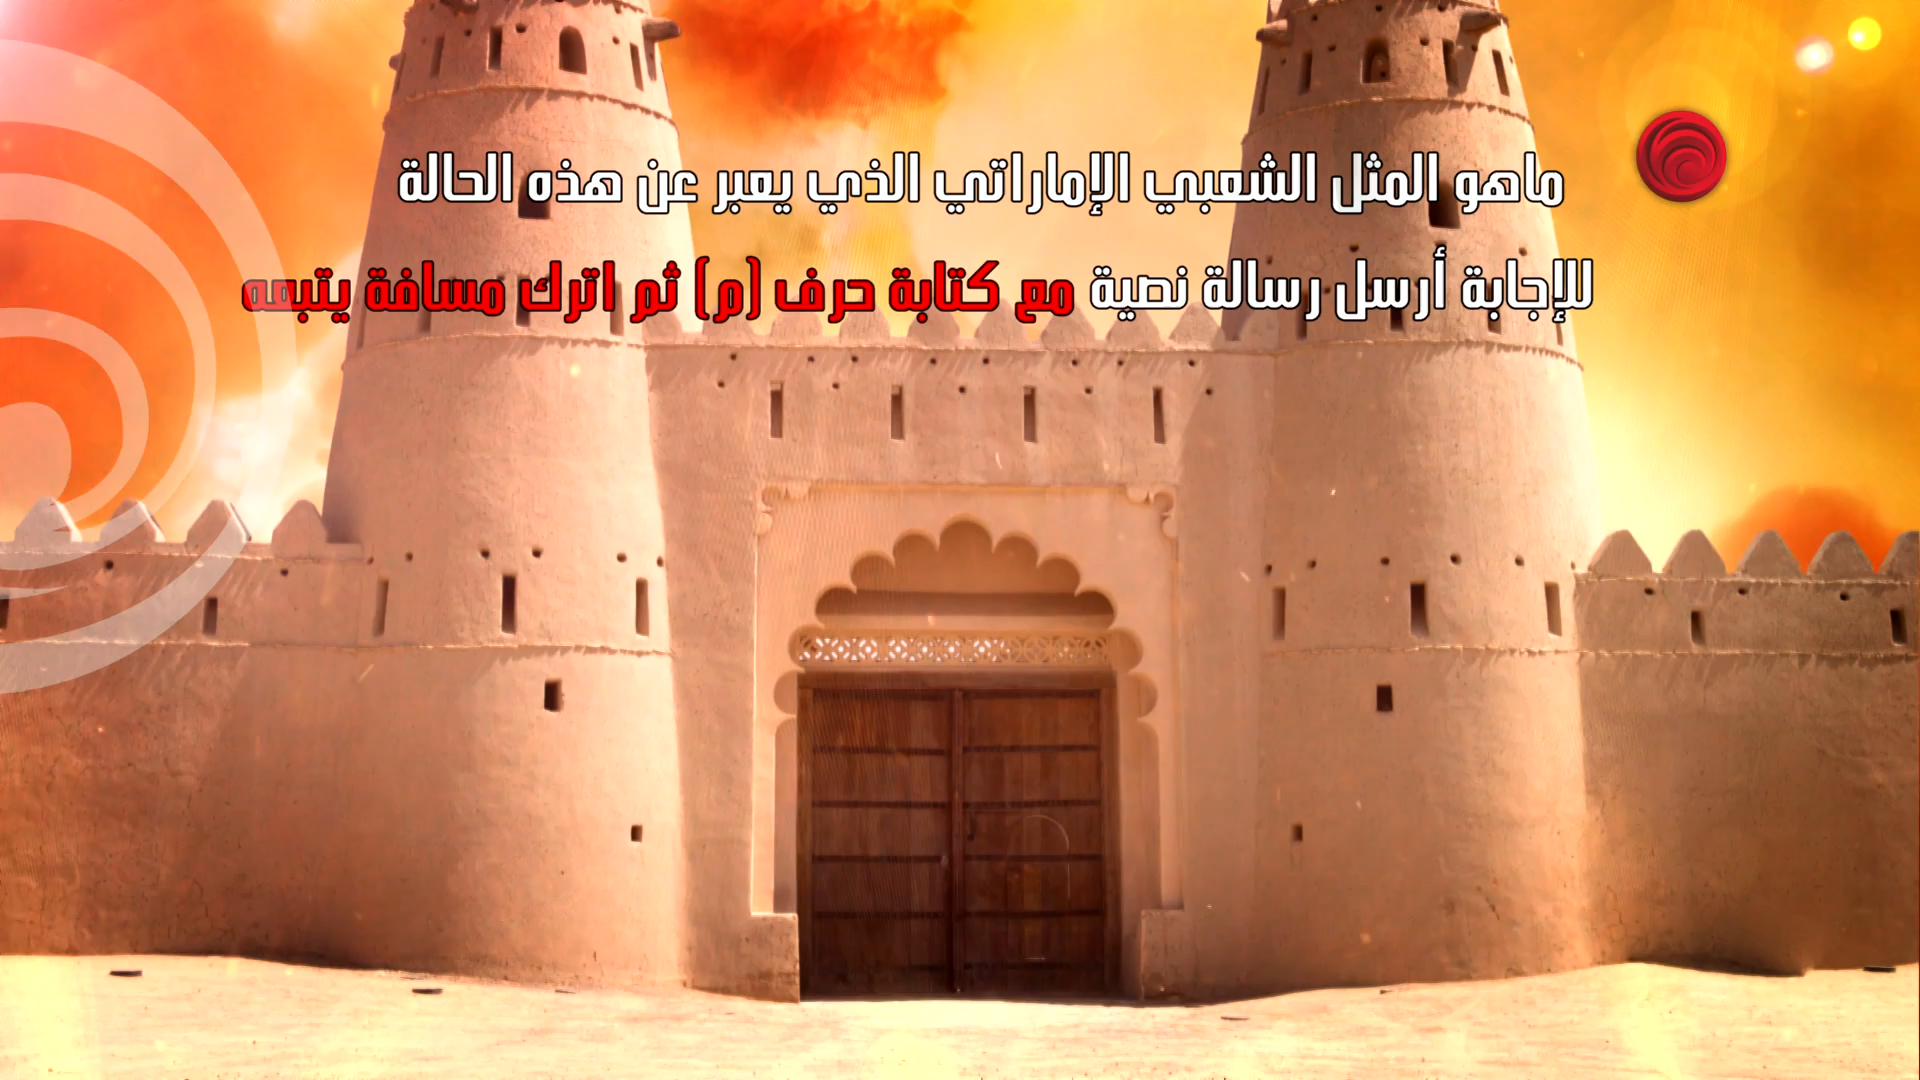 ماهو المثل الشعبي الإماراتي الذي يعبر عن هذه الحالة
للإجابة أرسل رسالة نصية مع كتابة حرف (م) ثم اترك مسافة يتبعه